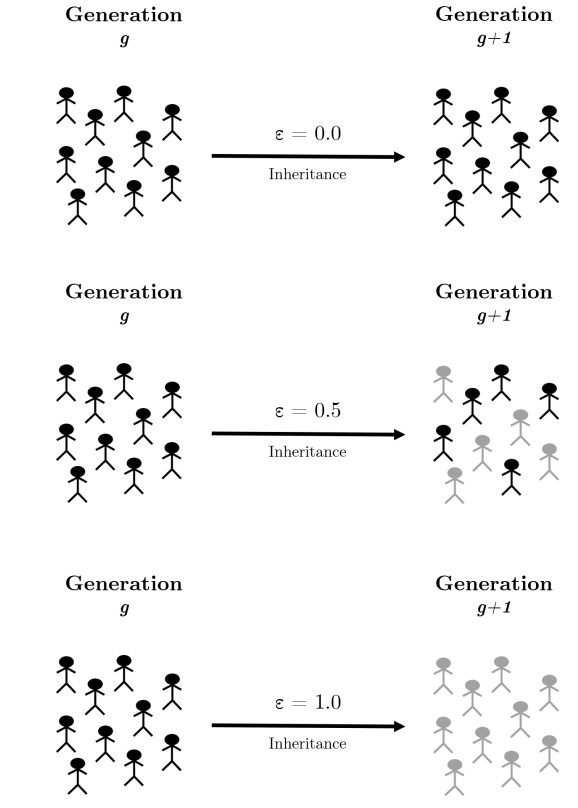 Generation Generation
g g+1
ε = 0.0
Inheritance
Generation Generation
g g+1
ε = 0.5
Inheritance
Generation Generation
g g+1
ε = 1.0
Inheritance